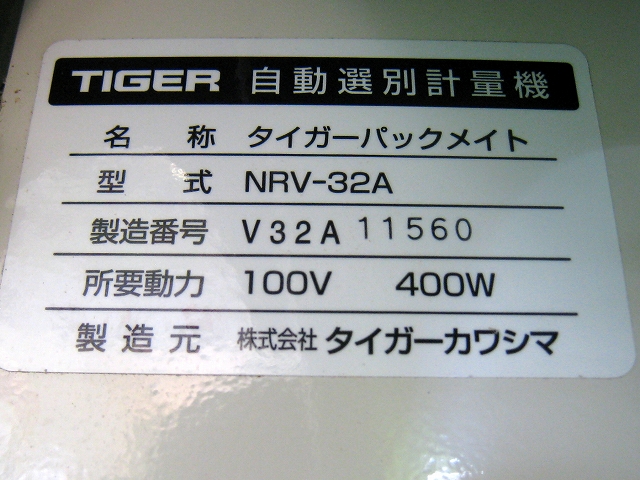 TIGER 自動選別計量機
名 称 タイガーパックメイト
型 式 NRV-32A
製造番号 V32A 11560
所要動力 100V 400W
製造元 株式会社 タイガーカワシマ